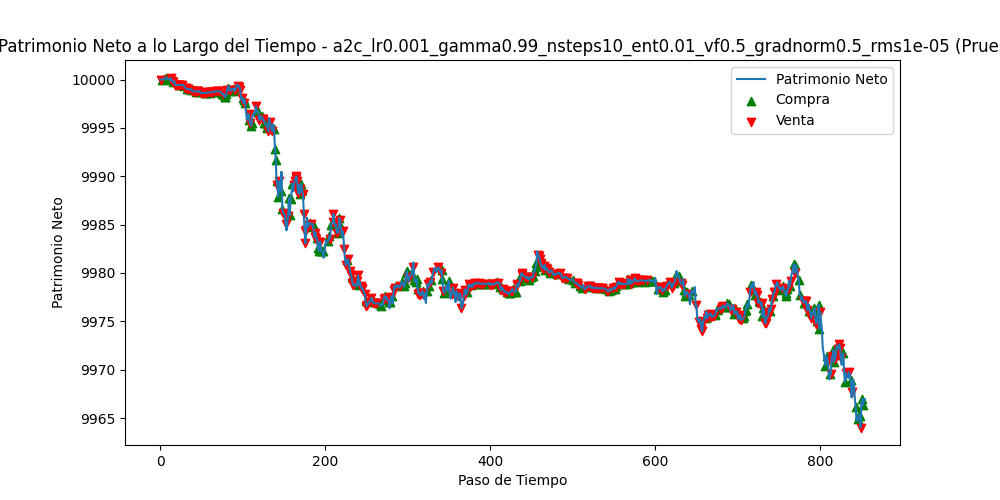 Patrimonio Neto a lo Largo del Tiempo - a2c_lr0.001_gamma0.99_nsteps10_ent0.01_vf0.5_gradnorm0.5_rms1e-05 (Prue
Patrimonio Neto
Compra
Venta
10000
9995
9990
9985
9980
9975
9970
9965
Patrimonio Neto
0
200
400
600
800
Paso de Tiempo